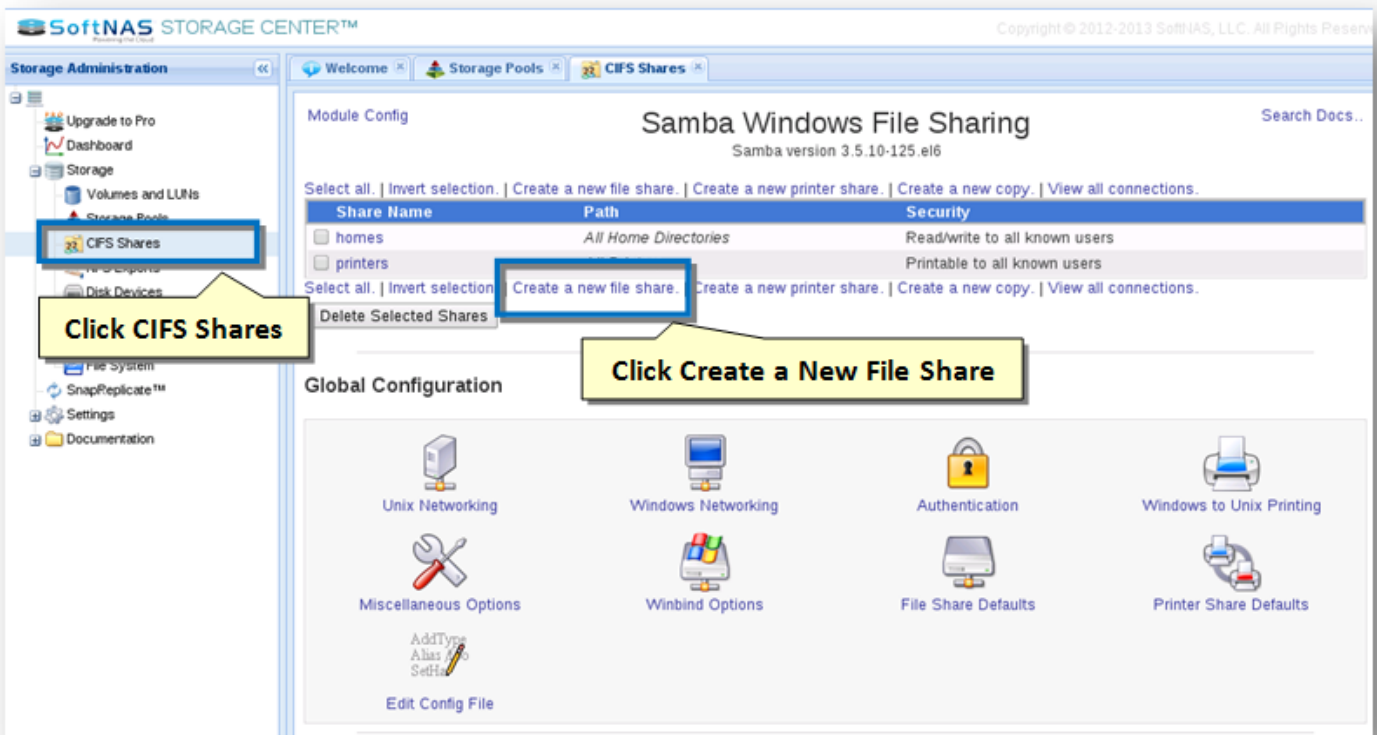 SoftNAS STORAGE CENTER™
Powering the Cloud
Copyright © 2012-2013 SoftNAS, LLC. All Rights Reserve
Storage Administration
Welcome
Storage Pools
CIFS Shares
Upgrade to Pro
Dashboard
Storage
Volumes and LUNs
Storage Pools
CIFS Shares
NFS Exports
Disk Devices
File System
SnapReplicate™
Settings
Documentation
Click CIFS Shares
Module Config
Samba Windows File Sharing
Search Docs..
Samba version 3.5.10-125.el6
Select all. | Invert selection. | Create a new file share. | Create a new printer share. | Create a new copy. | View all connections.
Share Name Path Security
homes All Home Directories Read/write to all known users
printers Printable to all known users
Select all. | Invert selection. | Create a new file share. | Create a new printer share. | Create a new copy. | View all connections.
Delete Selected Shares
Click Create a New File Share
Global Configuration
Unix Networking
Windows Networking
Authentication
Windows to Unix Printing
Miscellaneous Options
Winbind Options
File Share Defaults
Printer Share Defaults
AddType
Alias
Edit Config File